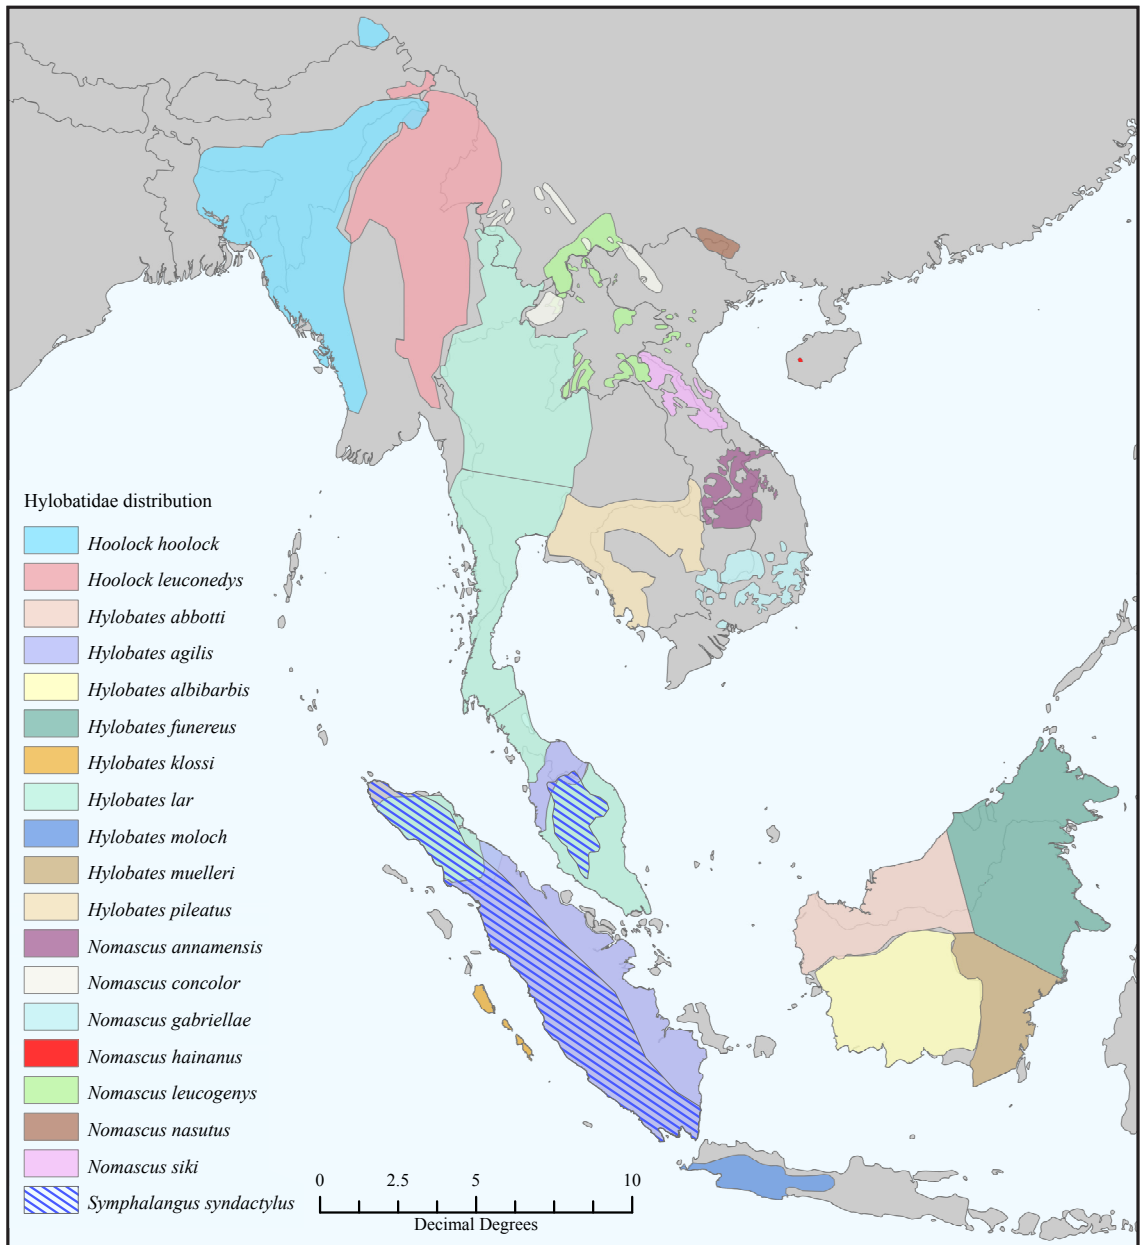 Hylobatidae distribution
Hoolock hoolock
Hoolock leuconedys
Hylobates abbotti
Hylobates agilis
Hylobates albibarbis
Hylobates funereus
Hylobates klossi
Hylobates lar
Hylobates moloch
Hylobates muelleri
Hylobates pileatus
Nomascus annamensis
Nomascus concolor
Nomascus gabriellae
Nomascus hainanus
Nomascus leucogenys
Nomascus nasutus
Nomascus siki
Symphalangus syndactylus
0 2.5 5 10
Decimal Degrees